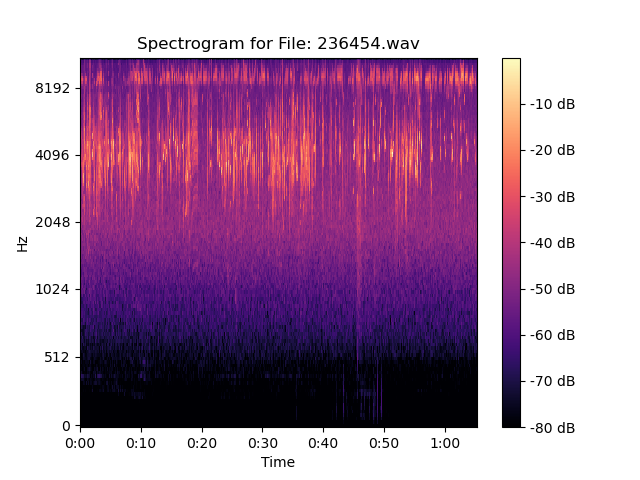 Spectrogram for File: 236454.wav
8192
4096
2048
1024
512
0
Hz
0:00 0:10 0:20 0:30 0:40 0:50 1:00
Time
-10 dB
-20 dB
-30 dB
-40 dB
-50 dB
-60 dB
-70 dB
-80 dB